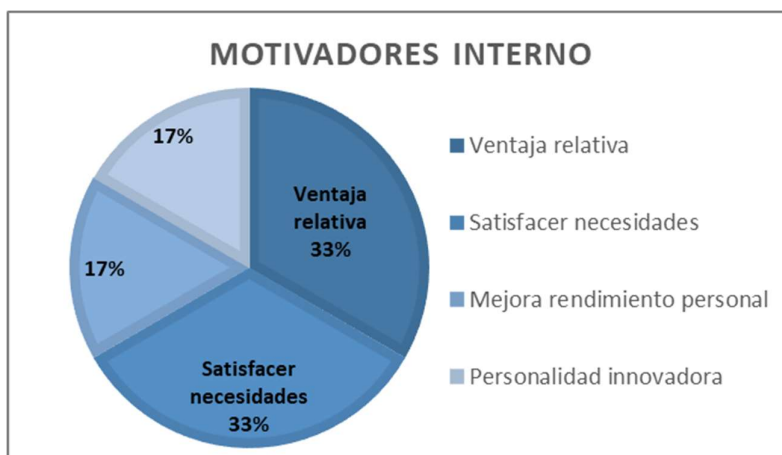 MOTIVADORES INTERNO
17%
Ventaja
relativa
33%
17%
Satisfacer
necesidades
33%
Ventaja relativa
Satisfacer necesidades
Mejora rendimiento personal
Personalidad innovadora